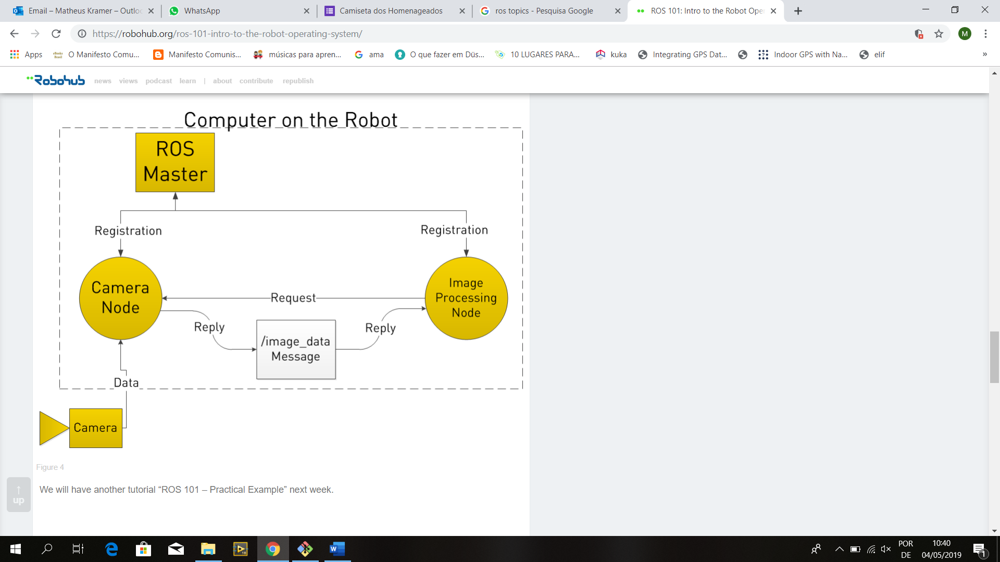 Email – Matheus Kramer – Outlo
WhatsApp
Camiseta dos Homenageados
ros topics - Pesquisa Google
ROS 101: Intro to the Robot Ope
https://robohub.org/ros-101-intro-to-the-robot-operating-system/
M
Apps
eBooks Brasil
O Manifesto Comu...
Manifesto Comunis...
músicas para apren...
ama
O que fazer em Düs...
10 LUGARES PARA...
kuka
Integrating GPS Dat...
Indoor GPS with Na...
elif
»
Robohub
news views podcast learn | about contribute republish
Computer on the Robot
ROS
Master
Registration
Registration
Camera
Node
Image
Processing
Node
Request
Reply
Reply
/image_data
Message
Data
Camera
Figure 4
We will have another tutorial “ROS 101 – Practical Example” next week.
↑
up
16
W
POR
DE
10:40
04/05/2019
1